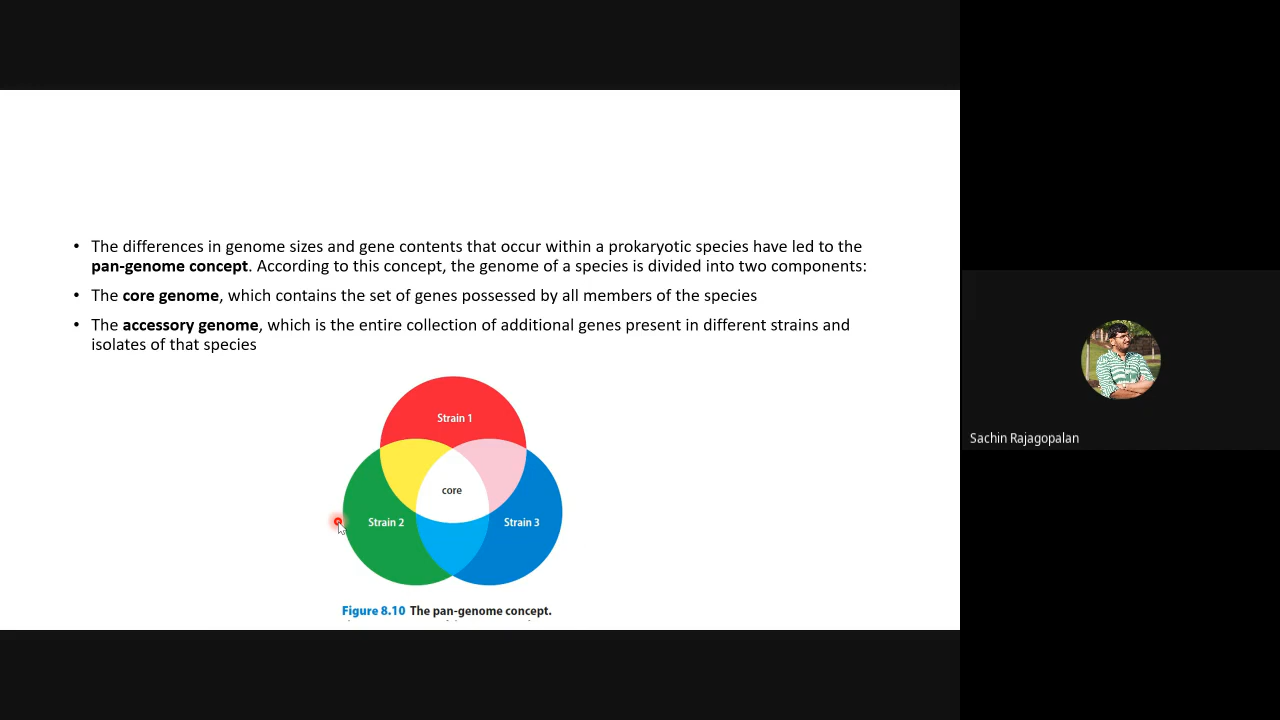 • The differences in genome sizes and gene contents that occur within a prokaryotic species have led to the
pan-genome concept. According to this concept, the genome of a species is divided into two components:
• The core genome, which contains the set of genes possessed by all members of the species
• The accessory genome, which is the entire collection of additional genes present in different strains and
isolates of that species
Strain 1
core
Strain 2
Strain 3
Figure 8.10 The pan-genome concept.
Sachin Rajagopalan